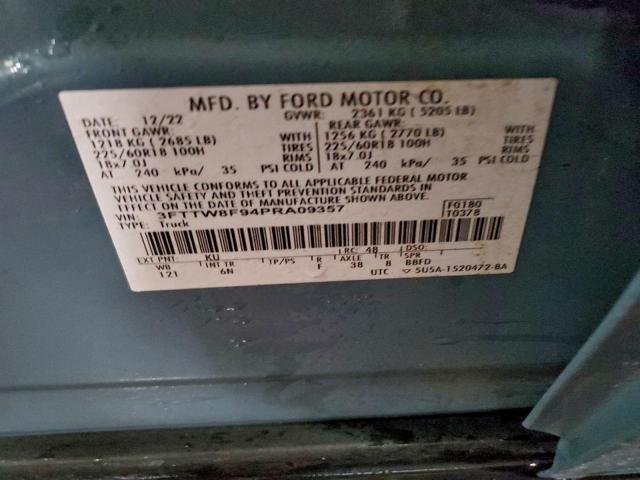 MFD. BY FORD MOTOR CO.
DATE: 12/22 GVWR: 2361 KG ( 5205 LB)
FRONT GAWR: REAR GAWR:
1218 KG ( 2685 LB) WITH 1256 KG ( 2770 LB) WITH
225/60R18 100H TIRES 225/60R18 100H TIRES
18x7.0J RIMS 18x7.0J RIMS
AT 240 kPa/ 35 PSI COLD AT 240 kPa/ 35 PSI COLD
THIS VEHICLE CONFORMS TO ALL APPLICABLE FEDERAL MOTOR
VEHICLE SAFETY AND THEFT PREVENTION STANDARDS IN
EFFECT ON THE DATE OF MANUFACTURE SHOWN ABOVE.
VIN: 3FTTW8F94PRA09357 F0180
TYPE: Truck T0378
EXT PNT: KU RC: 48 DSO:
WB INT TR TP/PS R AXLE TR SPR
121 6N F 38 8 BBFD
UTC 5U5A-1520472-BA